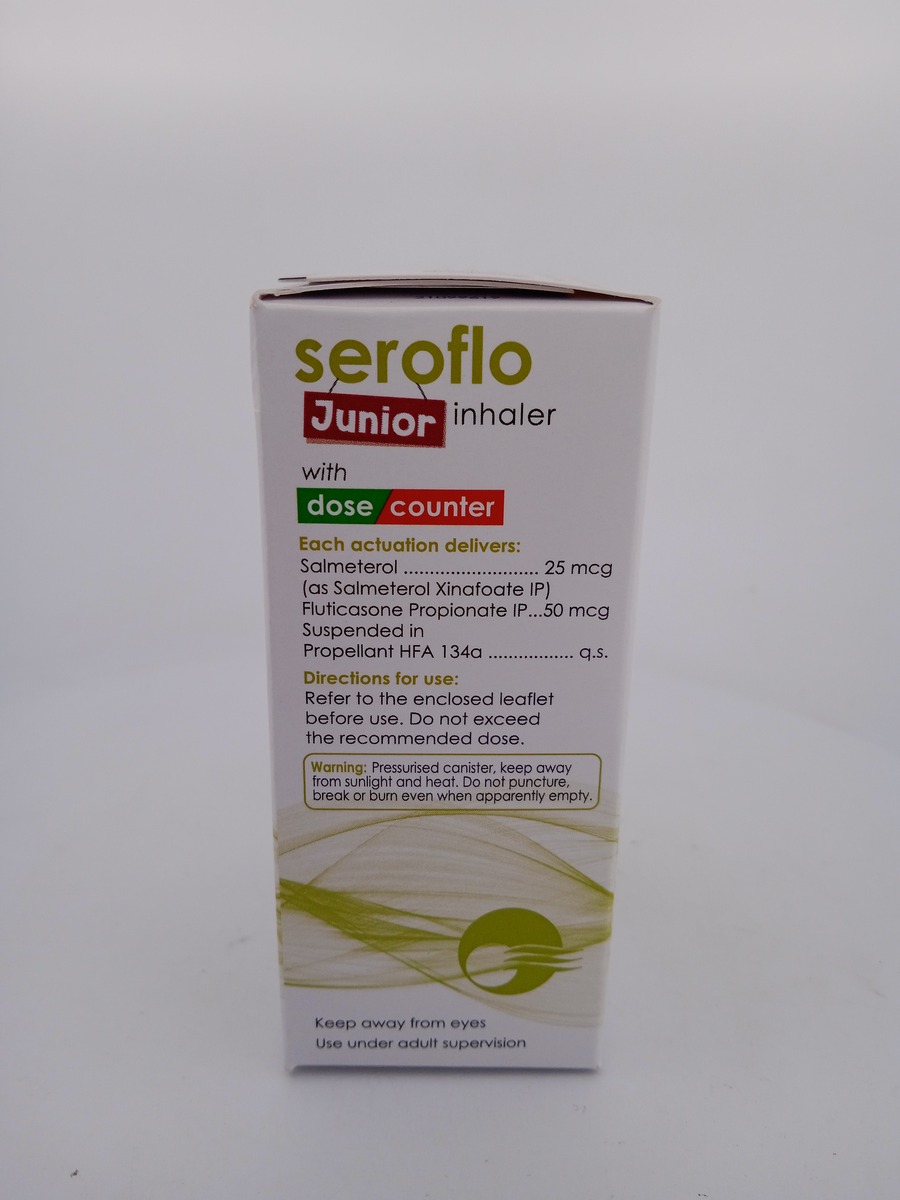 seroflo
Junior inhaler
with
dose counter
Each actuation delivers:
Salmeterol .......................... 25 mcg
(as Salmeterol Xinafoate IP)
Fluticasone Propionate IP...50 mcg
Suspended in
Propellant HFA 134a ................. q.s.
Directions for use:
Refer to the enclosed leaflet
before use. Do not exceed
the recommended dose.
Warning: Pressurised canister, keep away
from sunlight and heat. Do not puncture,
break or burn even when apparently empty.
Keep away from eyes
Use under adult supervision